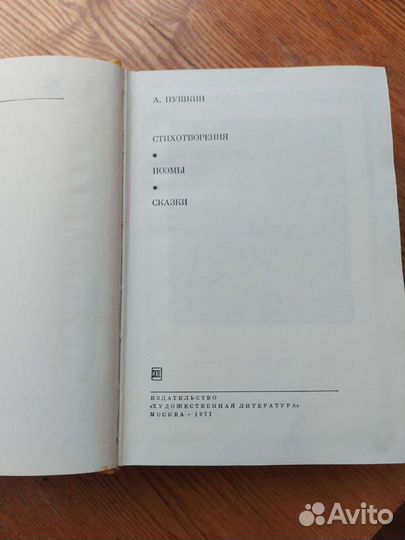 А. ПУШКИН
СТИХОТВОРЕНИЯ
•
ПОЭМЫ
•
СКАЗКИ
ИЗДАТЕЛЬСТВО
«ХУДОЖЕСТВЕННАЯ ЛИТЕРАТУРА»
МОСКВА • 1977
Avito